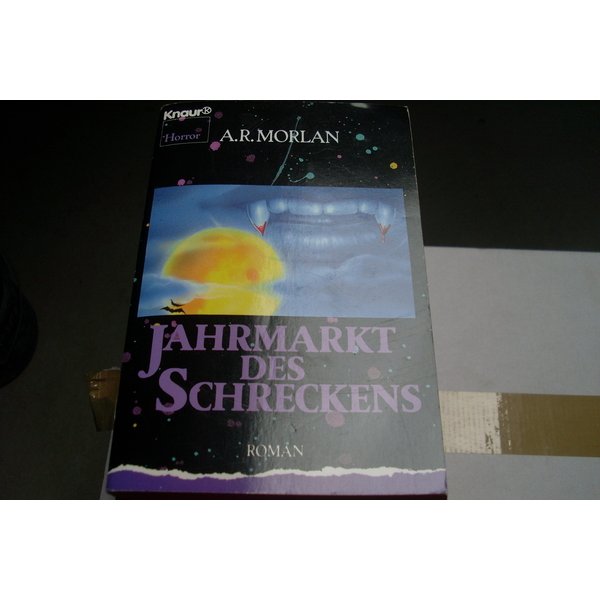 Knaur®
Horror
A.R. MORLAN
JAHRMARKT
DES
SCHRECKENS
ROMAN